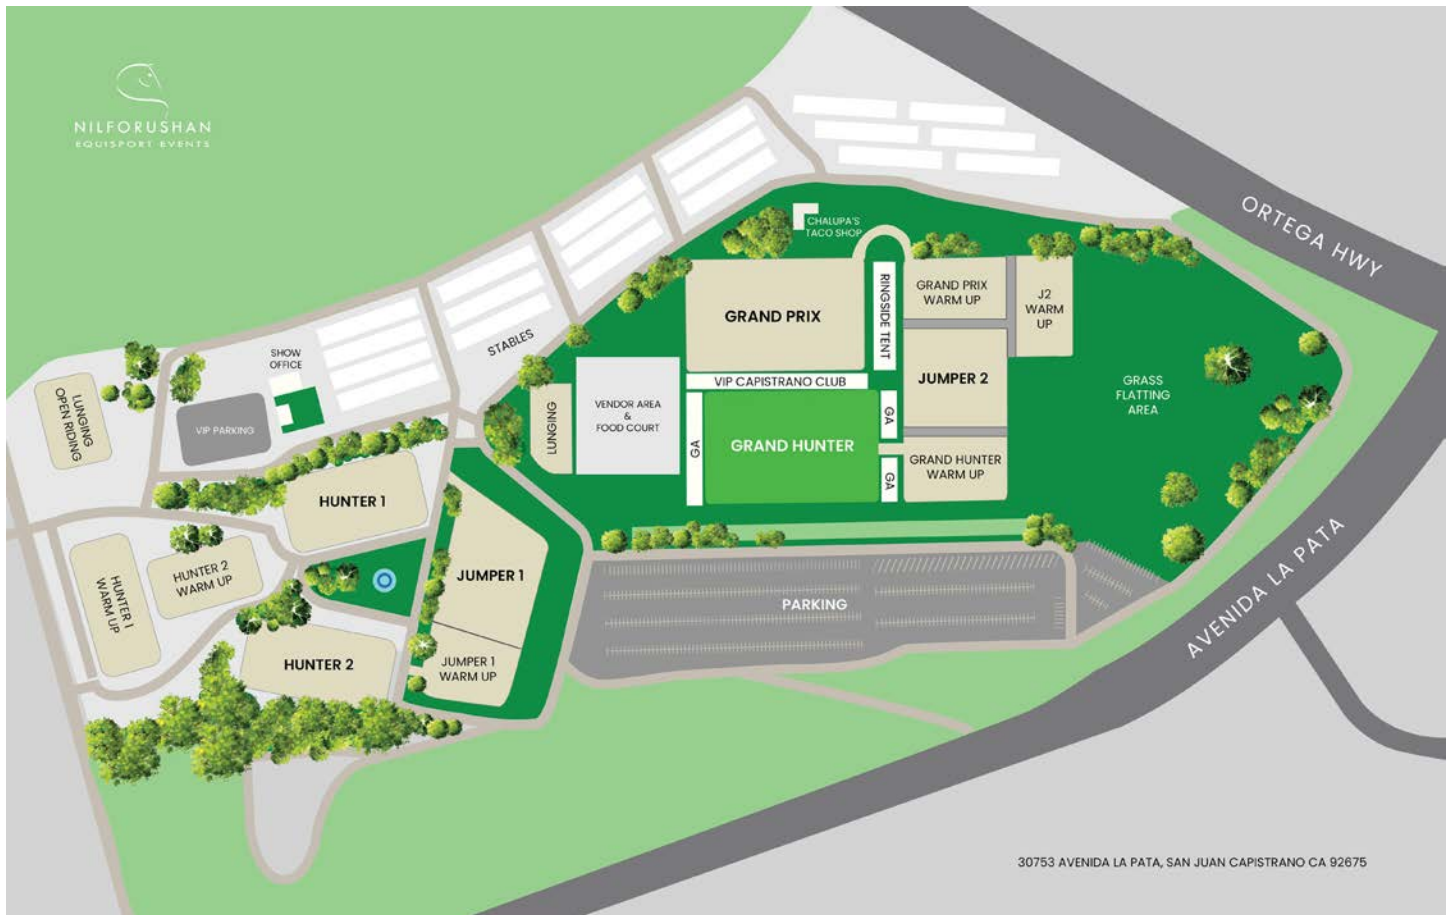 NILFORUSHAN
EQUISPORT EVENTS
ORTEGA HWY
CHALUPA'S
TACO SHOP
GRAND PRIX
RINGSIDE TENT
GRAND PRIX
WARM UP
J2
WARM
UP
SHOW
OFFICE
STABLES
LUNGING
OPEN RIDING
VIP PARKING
LUNGING
VENDOR AREA
&
FOOD COURT
VIP CAPISTRANO CLUB
JUMPER 2
GRASS
FLATTING
AREA
GA
GRAND HUNTER
GA
GA
GRAND HUNTER
WARM UP
HUNTER 1
HUNTER 1
WARM UP
HUNTER 2
WARM UP
JUMPER 1
PARKING
AVENIDA LA PATA
HUNTER 2
JUMPER 1
WARM UP
30753 AVENIDA LA PATA, SAN JUAN CAPISTRANO CA 92675